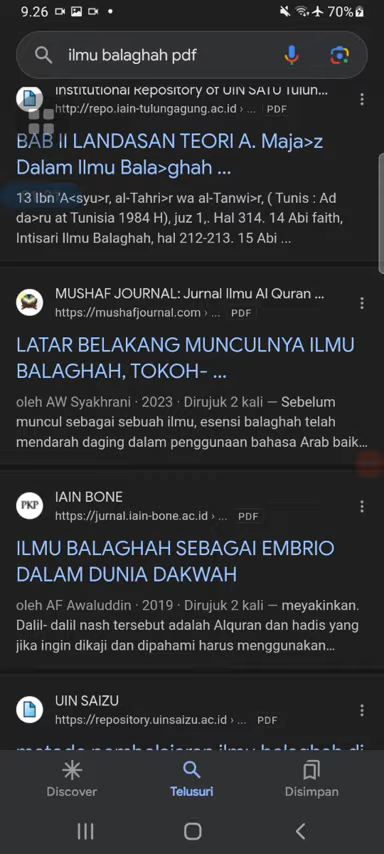 9.26
70%
ilmu balaghah pdf
Institutional Repository of UIN SATU Tulun...
http://repo.iain-tulungagung.ac.id › ... PDF
BAB II LANDASAN TEORI A. Maja>z
Dalam Ilmu Bala>ghah ...
13 Ibn 'A<syu>r, al-Tahri>r wa al-Tanwi>r, ( Tunis : Ad
da>ru at Tunisia 1984 H), juz 1,. Hal 314. 14 Abi faith,
Intisari Ilmu Balaghah, hal 212-213. 15 Abi ...
MUSHAF JOURNAL: Jurnal Ilmu Al Quran ...
https://mushafjournal.com › ... PDF
LATAR BELAKANG MUNCULNYA ILMU
BALAGHAH, TOKOH- ...
oleh AW Syakhrani · 2023 · Dirujuk 2 kali — Sebelum
muncul sebagai sebuah ilmu, esensi balaghah telah
mendarah daging dalam penggunaan bahasa Arab baik...
PKP
IAIN BONE
https://jurnal.iain-bone.ac.id › ... PDF
ILMU BALAGHAH SEBAGAI EMBRIO
DALAM DUNIA DAKWAH
oleh AF Awaluddin · 2019 · Dirujuk 2 kali — meyakinkan.
Dalil- dalil nash tersebut adalah Alquran dan hadis yang
jika ingin dikaji dan dipahami harus menggunakan...
UIN SAIZU
https://repository.uinsaizu.ac.id › ... PDF
metode pembelajaran ilmu balaghah di
Discover
Telusuri
Disimpan